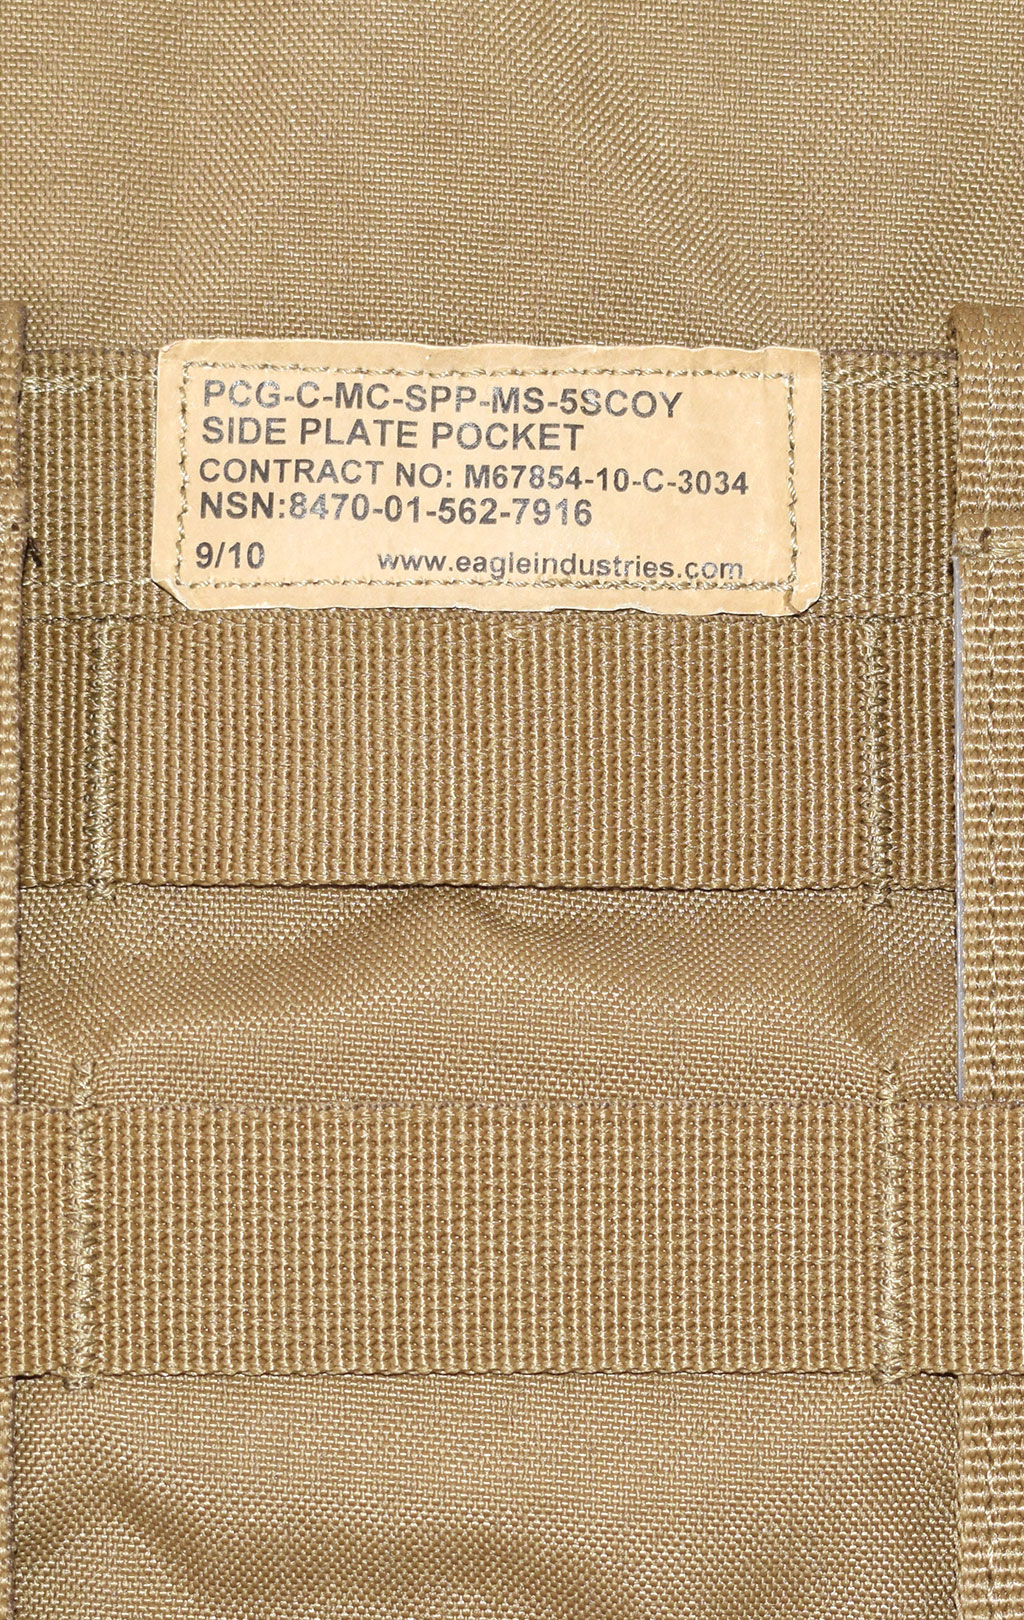 PCG-C-MC-SPP-MS-5SCOY
SIDE PLATE POCKET
CONTRACT NO: M67854-10-C-3034
NSN:8470-01-562-7916
9/10 www.eagleindustries.com